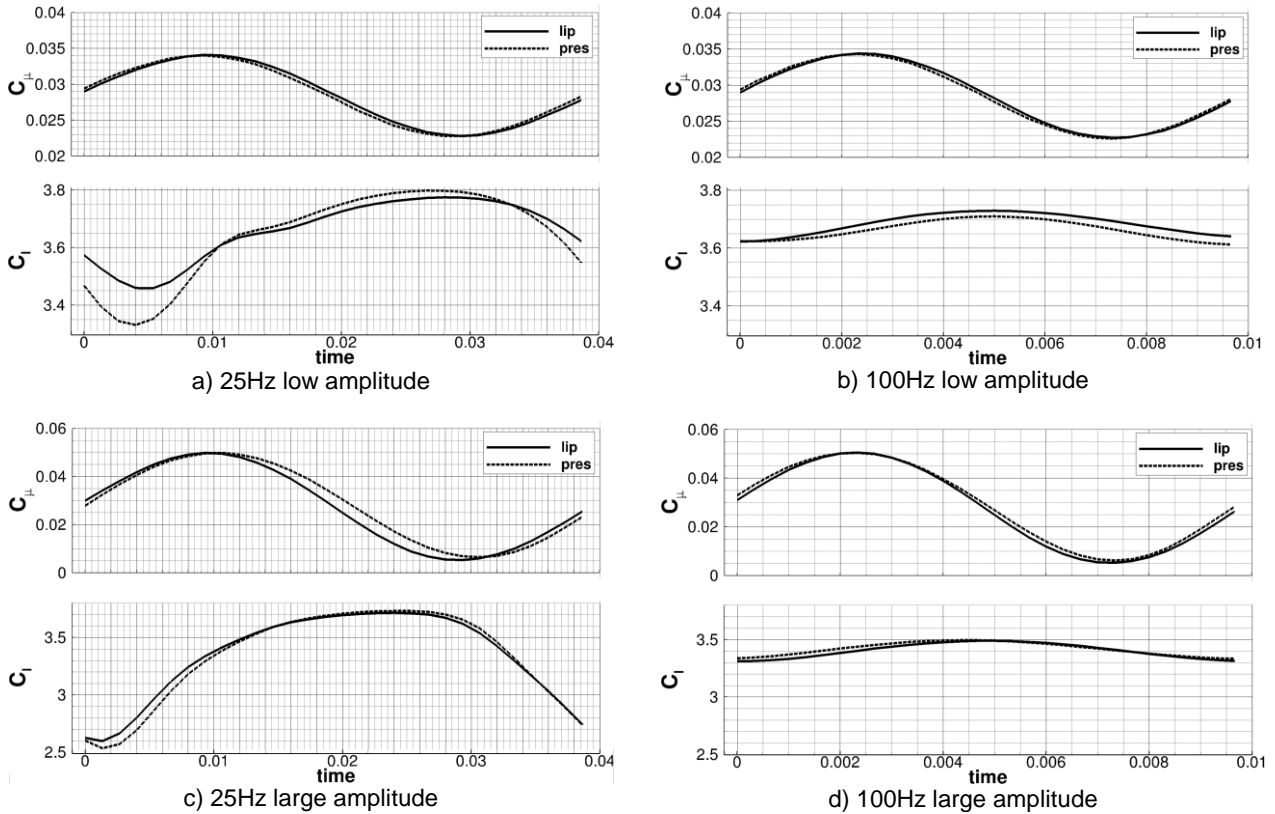 0.04
0.035
0.03
0.025
0.02
C_μ
lip
pres
3.8
3.6
3.4
C_l
0 0.01 0.02 0.03 0.04
time
a) 25Hz low amplitude
0.04
0.035
0.03
0.025
0.02
C_μ
lip
pres
3.8
3.6
3.4
C_l
0 0.002 0.004 0.006 0.008 0.01
time
b) 100Hz low amplitude
0.06
0.04
0.02
0
C_μ
lip
pres
3.5
3
2.5
C_l
0 0.01 0.02 0.03 0.04
time
c) 25Hz large amplitude
0.06
0.04
0.02
0
C_μ
lip
pres
3.5
3
2.5
C_l
0 0.002 0.004 0.006 0.008 0.01
time
d) 100Hz large amplitude